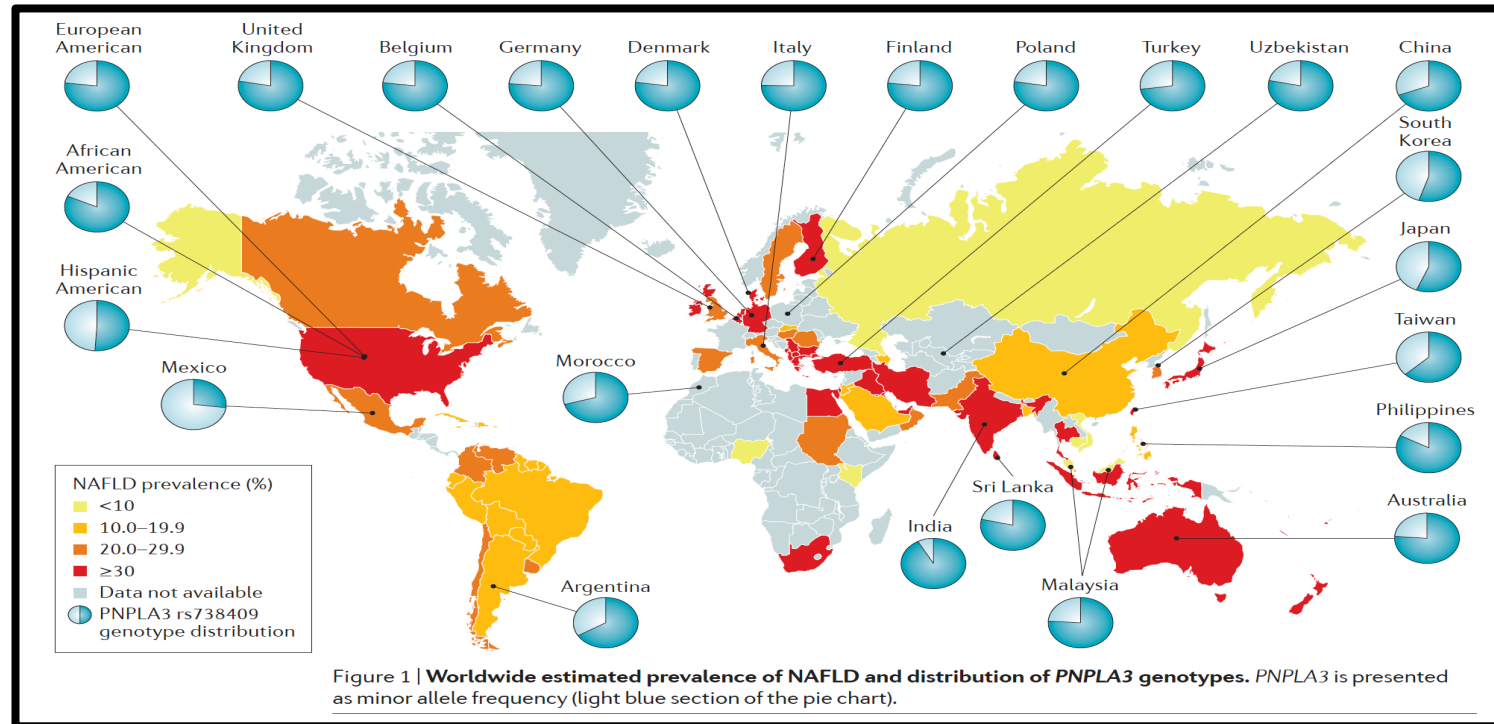 European
American
United
Kingdom
Belgium
Germany
Denmark
Italy
Finland
Poland
Turkey
Uzbekistan
China
African
American
South
Korea
Hispanic
American
Japan
Mexico
Morocco
Taiwan
Philippines
NAFLD prevalence (%)
<10
10.0–19.9
20.0–29.9
≥30
Data not available
PNPLA3 rs738409
genotype distribution
Argentina
India
Sri Lanka
Malaysia
Australia
Figure 1 | Worldwide estimated prevalence of NAFLD and distribution of PNPLA3 genotypes. PNPLA3 is presented
as minor allele frequency (light blue section of the pie chart).